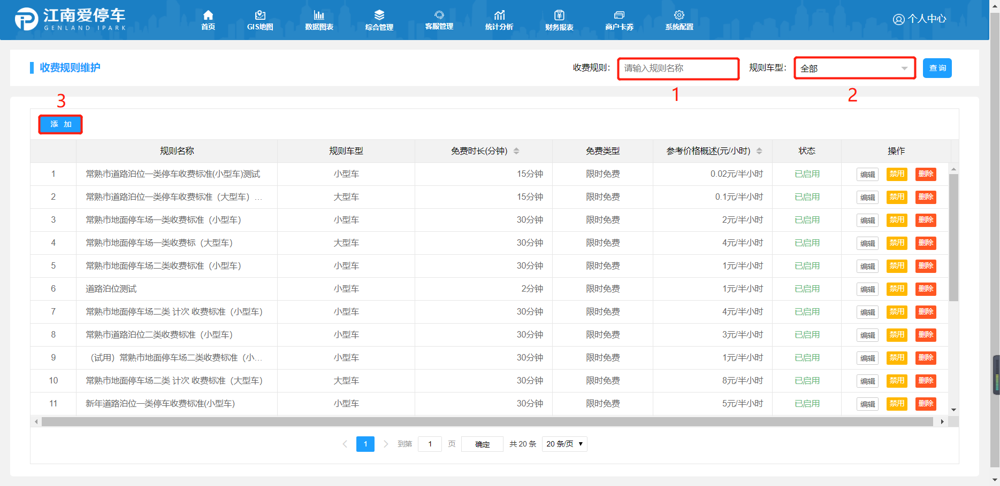 江南爱停车
GENLAND IPARK
首页 GIS地图 数据图表 综合管理 客服管理 统计分析 财务报表 商户卡券 系统配置 个人中心
收费规则维护 收费规则： 请输入规则名称 规则车型： 全部 查询
1 2
3
添 加
规则名称 规则车型 免费时长(分钟) 免费类型 参考价格概述(元/小时) 状态 操作
1 常熟市道路泊位一类停车收费标准(小型车)测试 小型车 15分钟 限时免费 0.02元/半小时 已启用 编辑 禁用 删除
2 常熟市道路泊位一类停车收费标准（大型车）... 大型车 15分钟 限时免费 0.1元/半小时 已启用 编辑 禁用 删除
3 常熟市地面停车场一类收费标准（小型车） 小型车 30分钟 限时免费 2元/半小时 已启用 编辑 禁用 删除
4 常熟市地面停车场一类收费标（大型车） 大型车 30分钟 限时免费 4元/半小时 已启用 编辑 禁用 删除
5 常熟市地面停车场二类收费标准（小型车） 小型车 30分钟 限时免费 1元/半小时 已启用 编辑 禁用 删除
6 道路泊位测试 小型车 2分钟 限时免费 1元/半小时 已启用 编辑 禁用 删除
7 常熟市地面停车场二类 计次 收费标准（小型车） 小型车 30分钟 限时免费 4元/半小时 已启用 编辑 禁用 删除
8 常熟市道路泊位二类收费标准（小型车） 小型车 30分钟 限时免费 3元/半小时 已启用 编辑 禁用 删除
9 （试用）常熟市地面停车场二类收费标准（小... 小型车 30分钟 限时免费 1元/半小时 已启用 编辑 禁用 删除
10 常熟市地面停车场二类 计次 收费标准（大型车） 大型车 30分钟 限时免费 8元/半小时 已启用 编辑 禁用 删除
11 新年道路泊位一类停车收费标准(小型车) 小型车 30分钟 限时免费 5元/半小时 已启用 编辑 禁用 删除
1 到第 1 页 确定 共 20 条 20 条/页